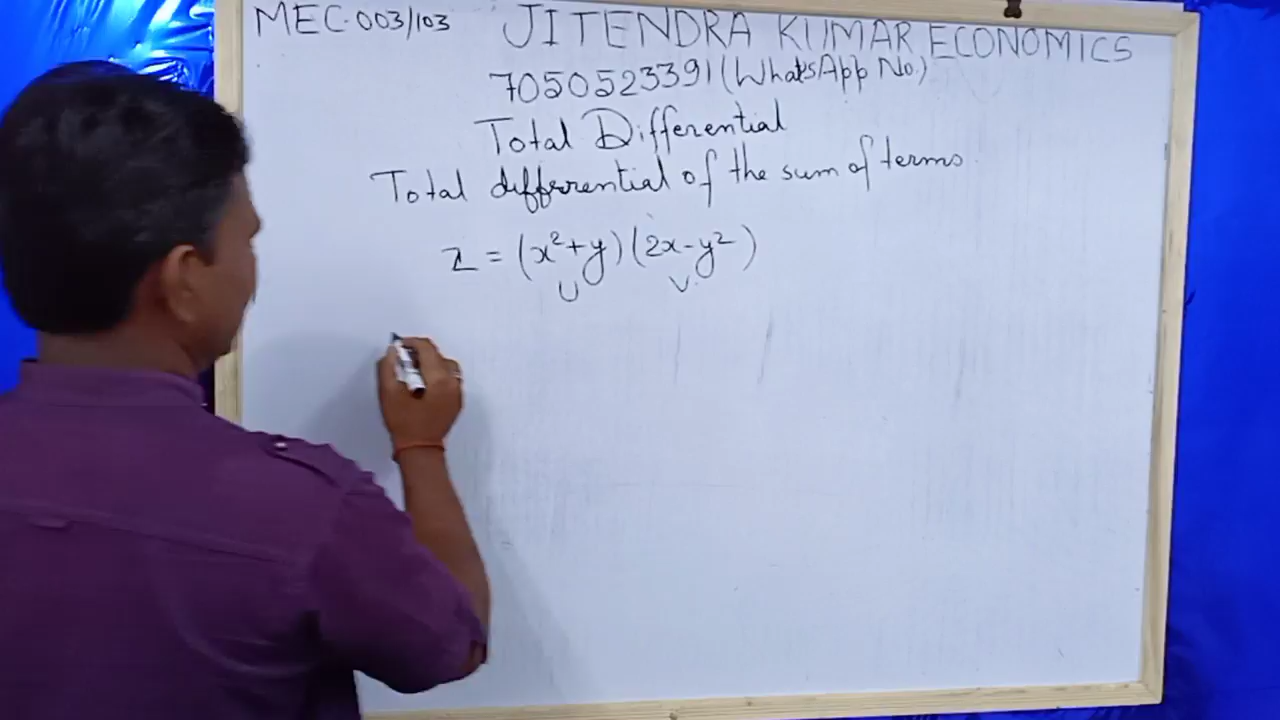 MEC-003/103 JITENDRA KUMAR ECONOMICS
7050523391 (WhatsApp No.)
Total Differential
Total differential of the sum of terms.
z = (x²+y)(2x-y²)
U V.